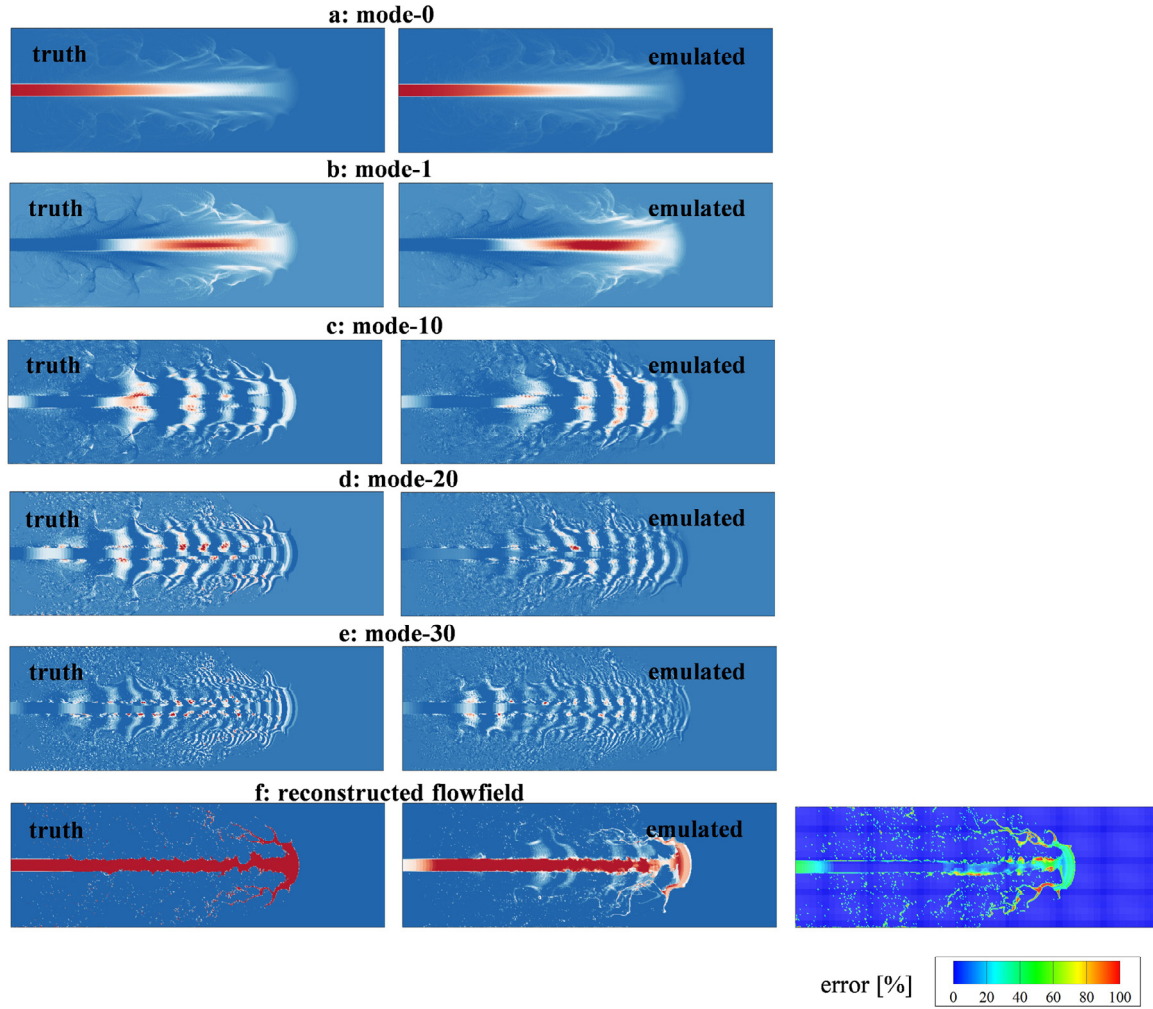 a: mode-0
truth emulated
b: mode-1
truth emulated
c: mode-10
truth emulated
d: mode-20
truth emulated
e: mode-30
truth emulated
f: reconstructed flowfield
truth emulated
error [%]
0 20 40 60 80 100